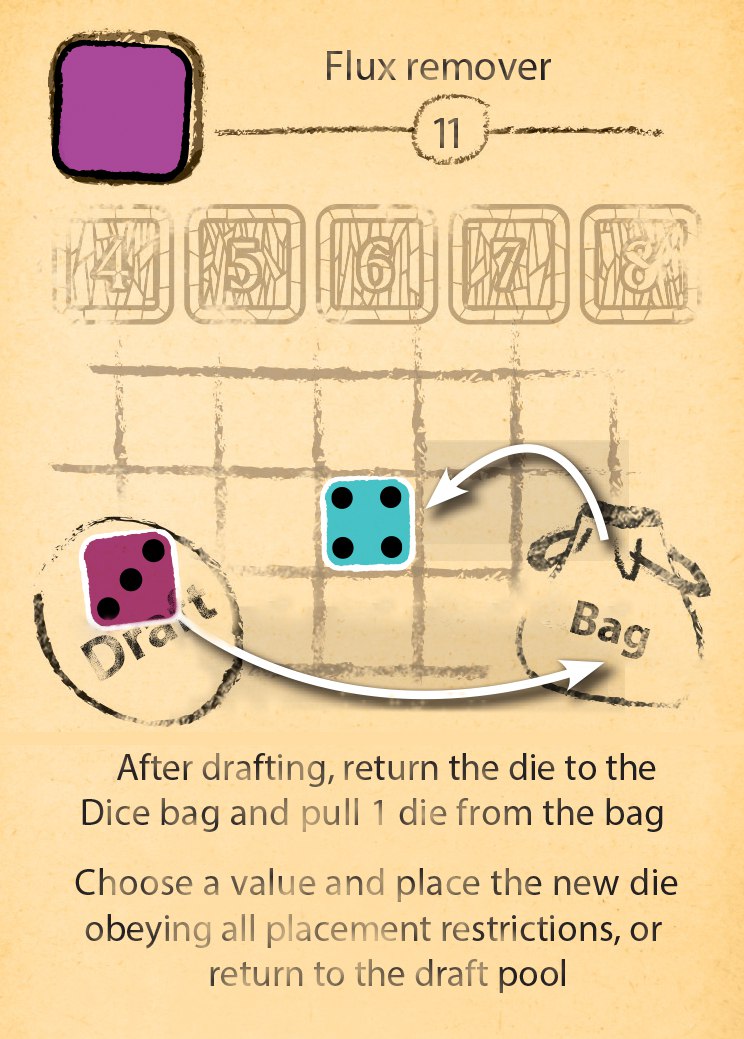 Flux remover
11
4 5 6 7 8
Draft
Bag
After drafting, return the die to the
Dice bag and pull 1 die from the bag
Choose a value and place the new die
obeying all placement restrictions, or
return to the draft pool